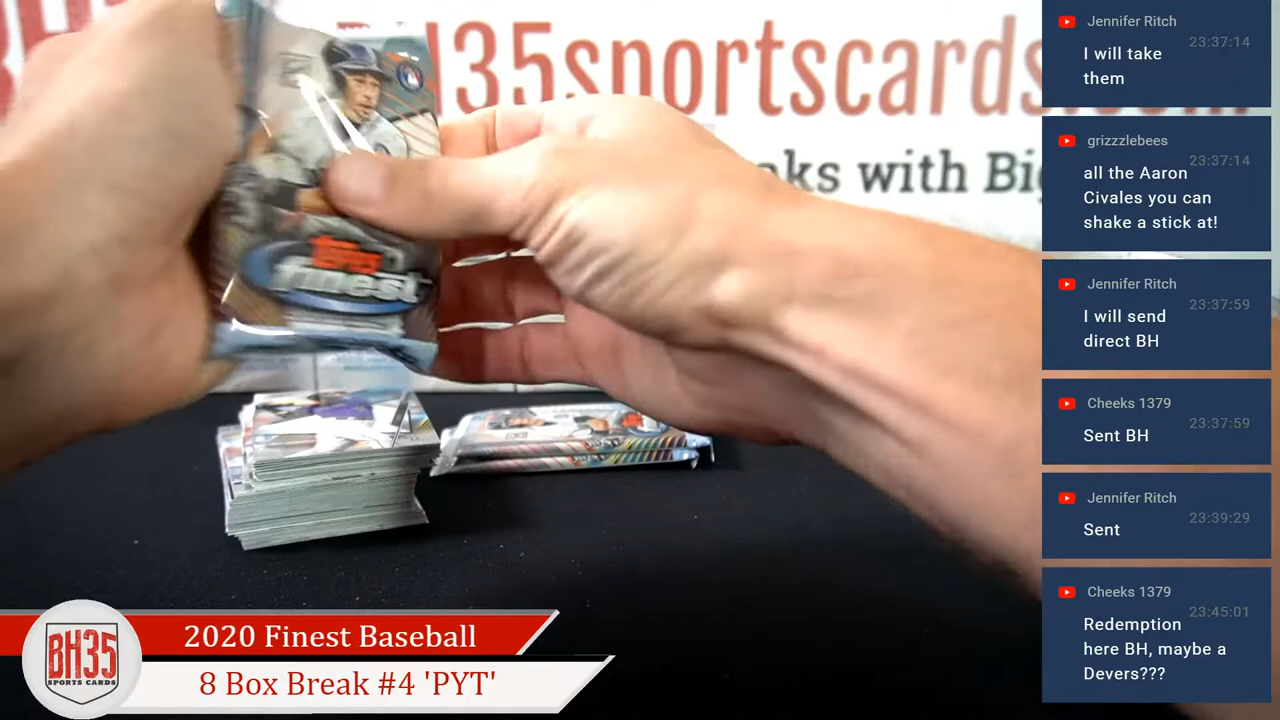 35sportscards.com
aks with Bi
Topps
finest
2020 Finest Baseball
8 Box Break #4 'PYT'
BH35
SPORTS CARDS
Jennifer Ritch
23:37:14
I will take
them
grizzzlebees
23:37:14
all the Aaron
Civales you can
shake a stick at!
Jennifer Ritch
23:37:59
I will send
direct BH
Cheeks 1379
23:37:59
Sent BH
Jennifer Ritch
23:39:29
Sent
Cheeks 1379
23:45:01
Redemption
here BH, maybe a
Devers???